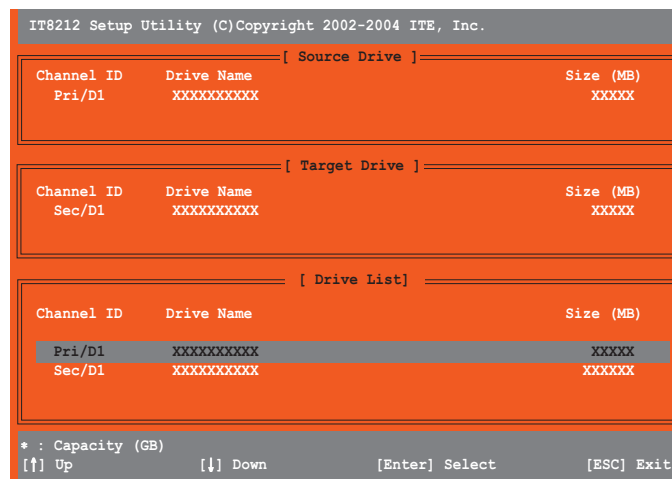 IT8212 Setup Utility (C)Copyright 2002-2004 ITE, Inc.
[ Source Drive ]
Channel ID Drive Name Size (MB)
Pri/D1 XXXXXXXXXX XXXXX
[ Target Drive ]
Channel ID Drive Name Size (MB)
Sec/D1 XXXXXXXXXX XXXXX
[ Drive List]
Channel ID Drive Name Size (MB)
Pri/D1 XXXXXXXXXX XXXXX
Sec/D1 XXXXXXXXXX XXXXXX
* : Capacity (GB)
[↑] Up [↓] Down [Enter] Select [ESC] Exit